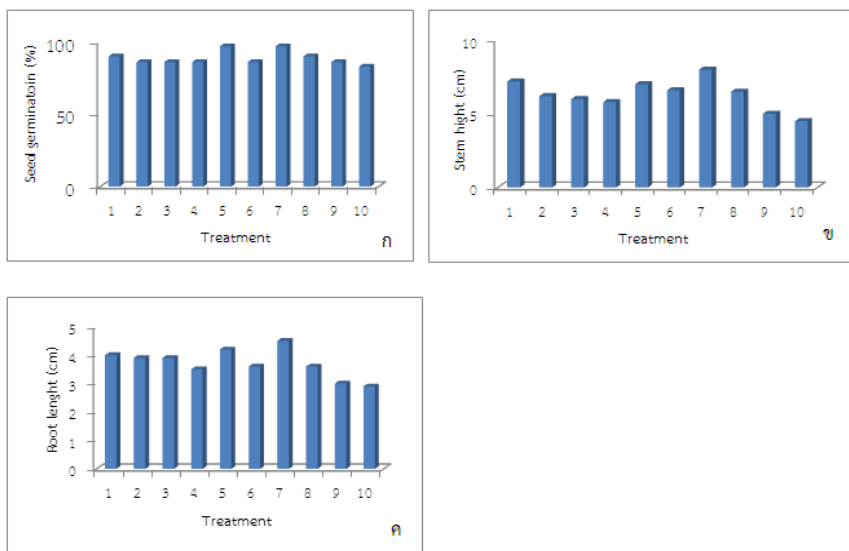 Seed germinatoin (%)
100
50
0
1 2 3 4 5 6 7 8 9 10
Treatment
ก
Stem hight (cm)
10
5
0
1 2 3 4 5 6 7 8 9 10
Treatment
ข
Root lenght (cm)
5
4
3
2
1
0
1 2 3 4 5 6 7 8 9 10
Treatment
ค